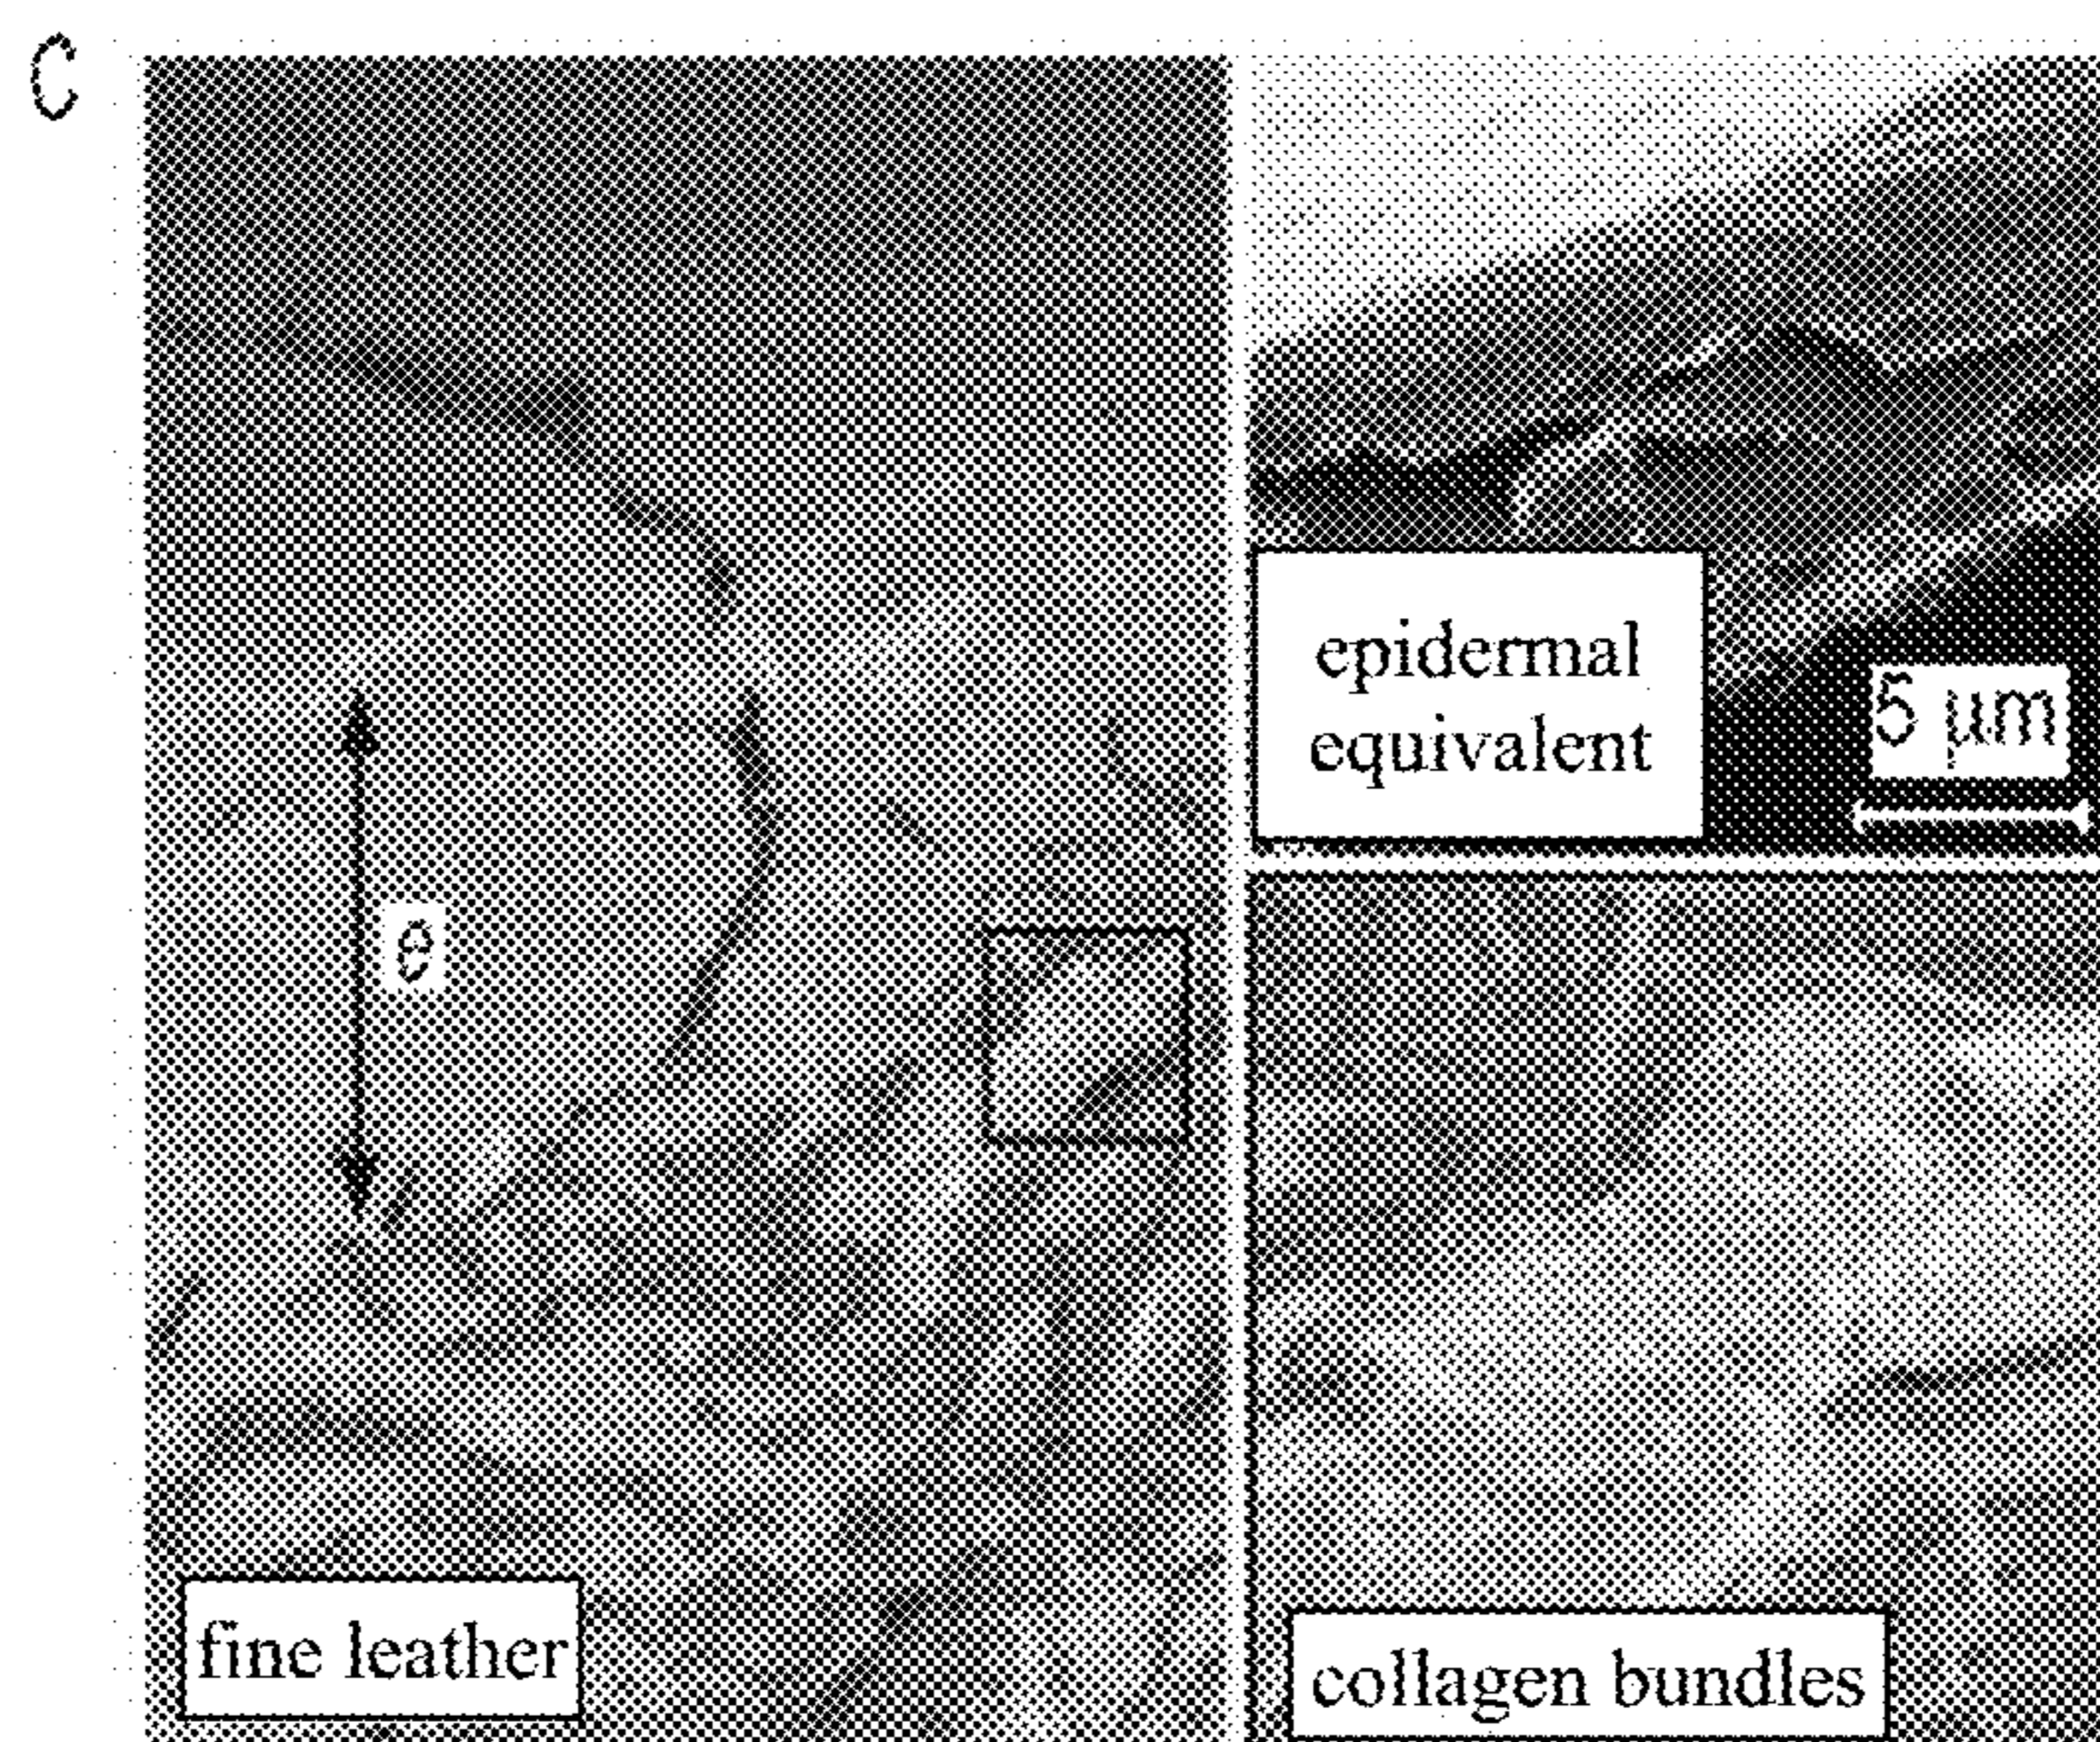 C
e
fine leather
epidermal
equivalent
5 µm
collagen bundles